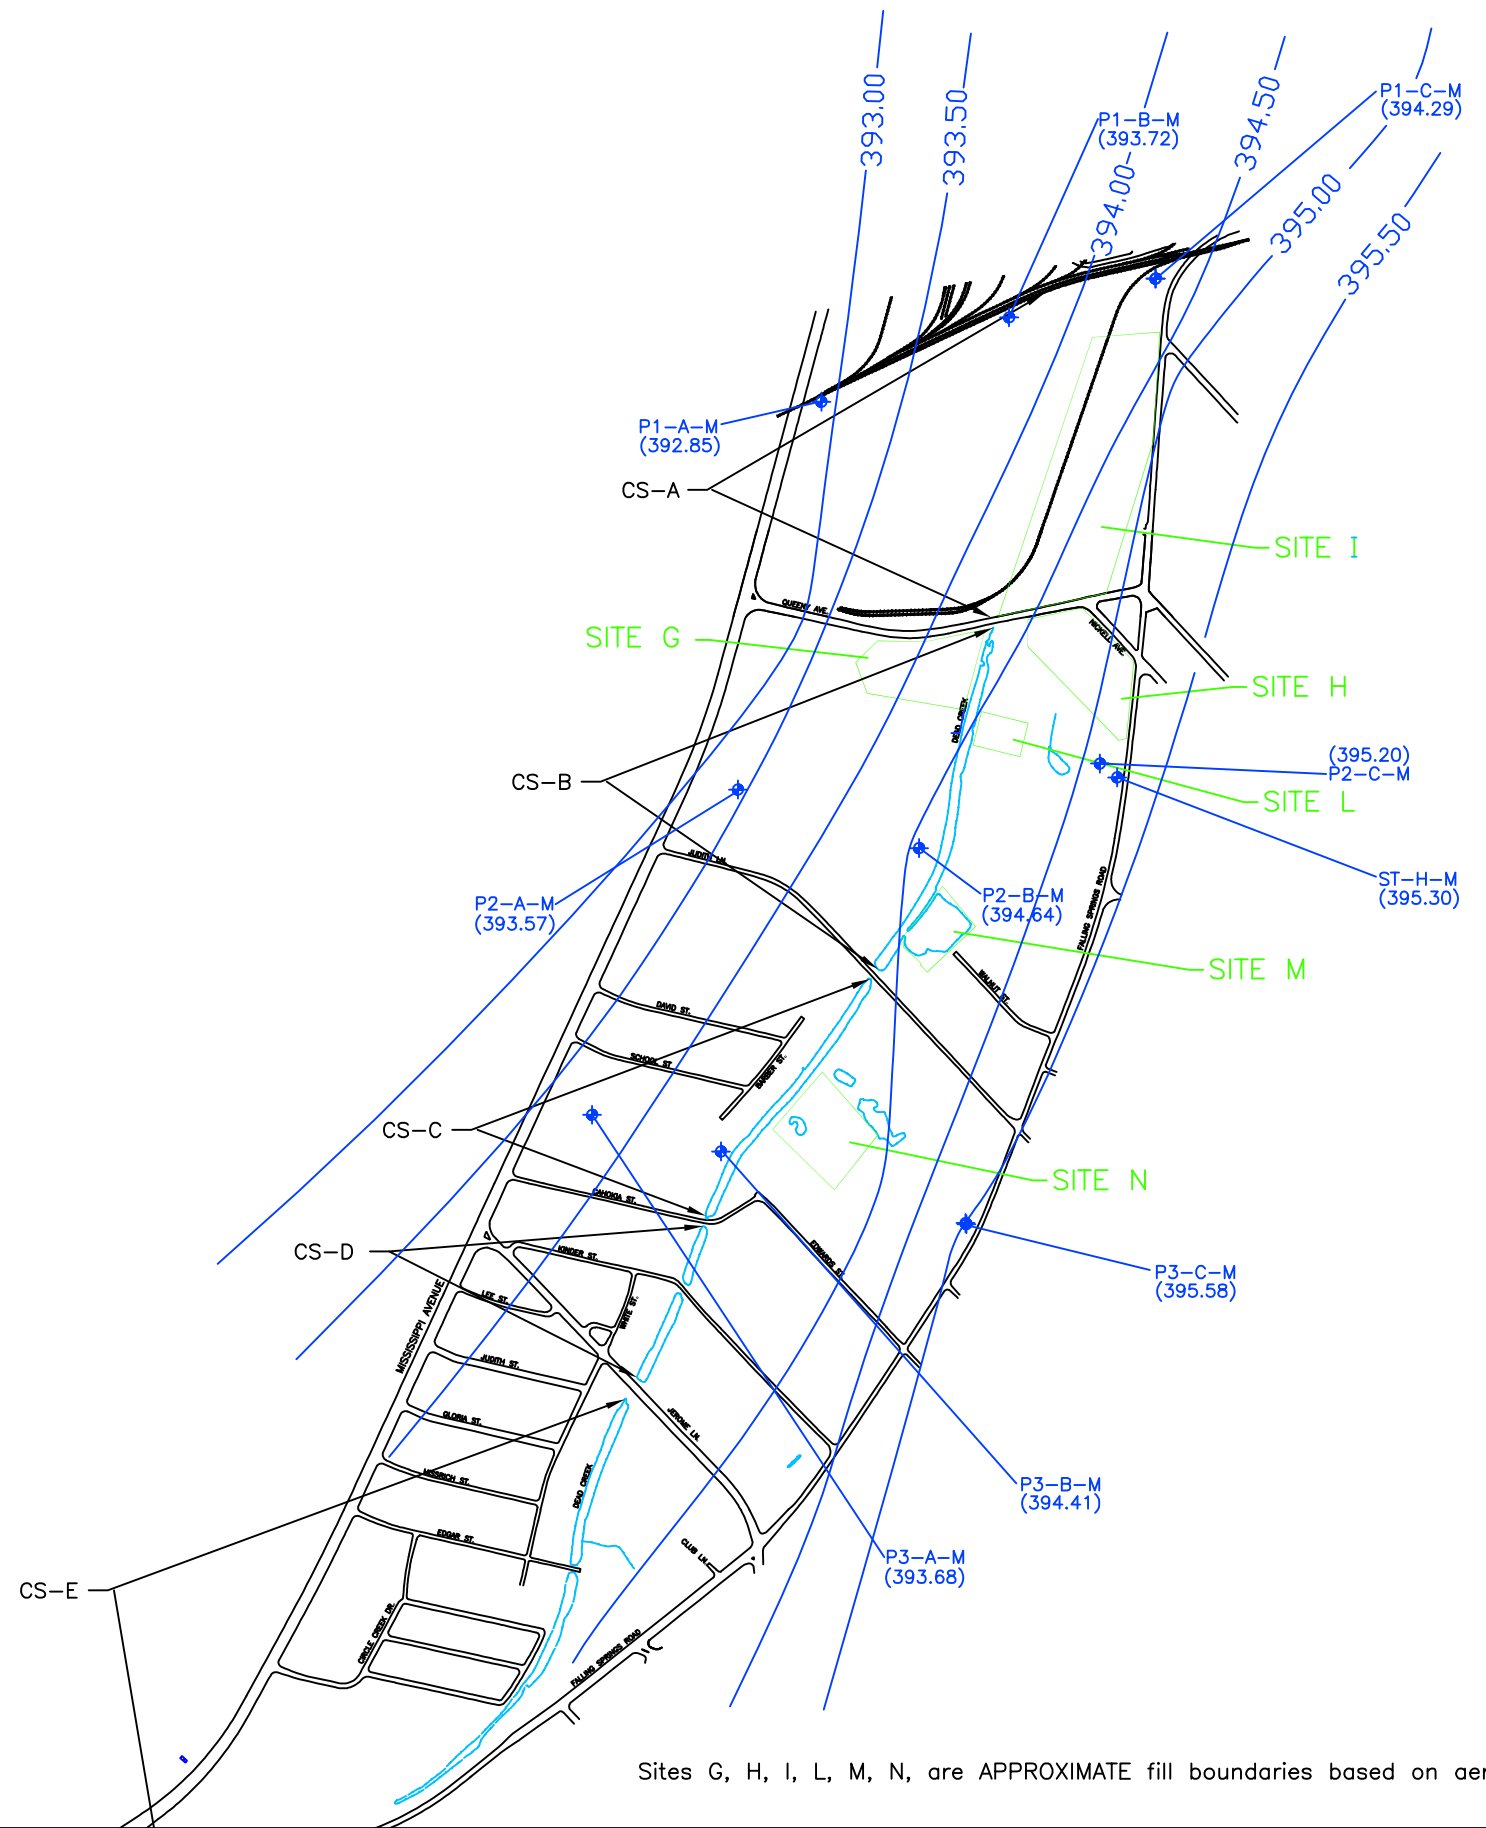 393.00
393.50
P1-B-M
(393.72)
394.00
394.50
P1-C-M
(394.29)
395.00
395.50
P1-A-M
(392.85)
CS-A
SITE I
QUEENY AVE.
NICKELL AVE.
SITE G
SITE H
DEAD CREEK
(395.20)
P2-C-M
CS-B
SITE L
JUDITH LN.
ST-H-M
(395.30)
P2-A-M
(393.57)
P2-B-M
(394.64)
FALLING SPRINGS ROAD
SITE M
WALNUT ST.
DAVID ST.
SCHOOL ST.
BARBER ST.
CS-C
SITE N
CAHOKIA ST.
CS-D
KINDER ST.
EDWARDS ST.
P3-C-M
(395.58)
LEE ST.
WHITE ST.
MISSISSIPPI AVENUE
JUDITH ST.
GLORIA ST.
JEROME LN.
MISSRICH ST.
DEAD CREEK
P3-B-M
(394.41)
EDGAR ST.
CLUB LN.
P3-A-M
(393.68)
CS-E
CIRCLE CREEK DR.
FALLING SPRINGS ROAD
Sites G, H, I, L, M, N, are APPROXIMATE fill boundaries based on aer